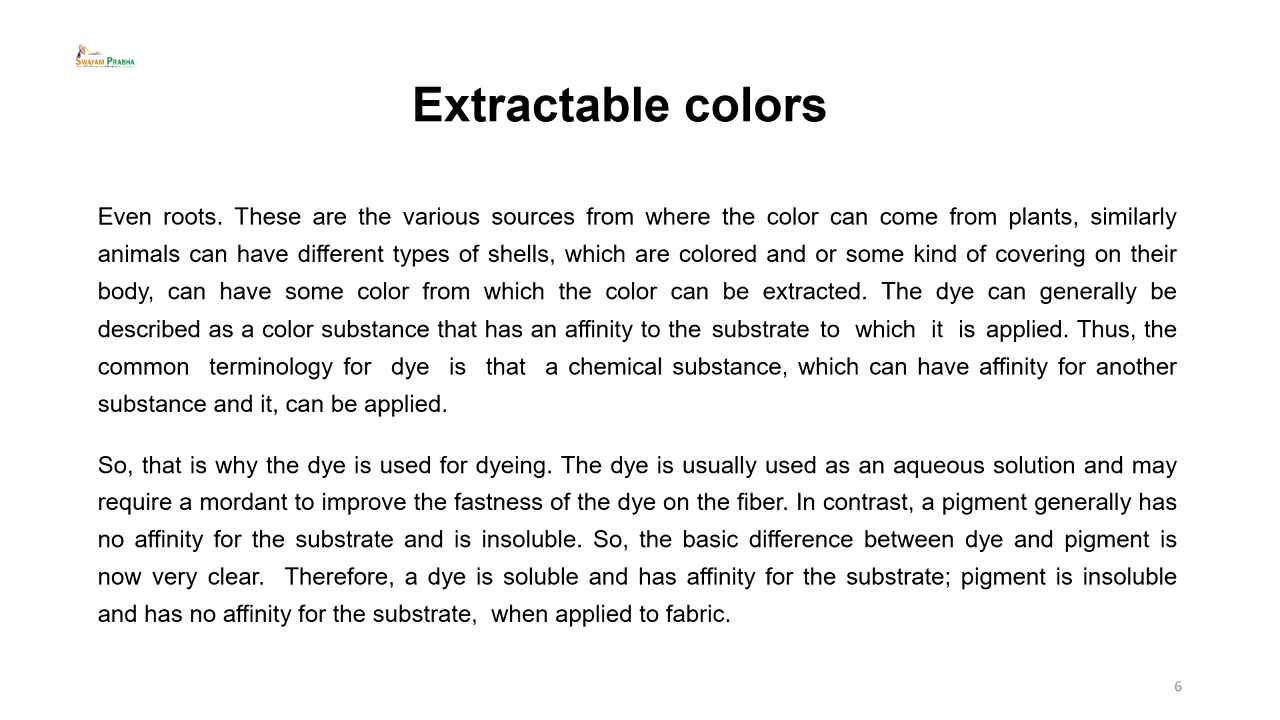 SWAYAM PRABHA
Extractable colors
Even roots. These are the various sources from where the color can come from plants, similarly
animals can have different types of shells, which are colored and or some kind of covering on their
body, can have some color from which the color can be extracted. The dye can generally be
described as a color substance that has an affinity to the substrate to which it is applied. Thus, the
common terminology for dye is that a chemical substance, which can have affinity for another
substance and it, can be applied.
So, that is why the dye is used for dyeing. The dye is usually used as an aqueous solution and may
require a mordant to improve the fastness of the dye on the fiber. In contrast, a pigment generally has
no affinity for the substrate and is insoluble. So, the basic difference between dye and pigment is
now very clear. Therefore, a dye is soluble and has affinity for the substrate; pigment is insoluble
and has no affinity for the substrate, when applied to fabric.
6